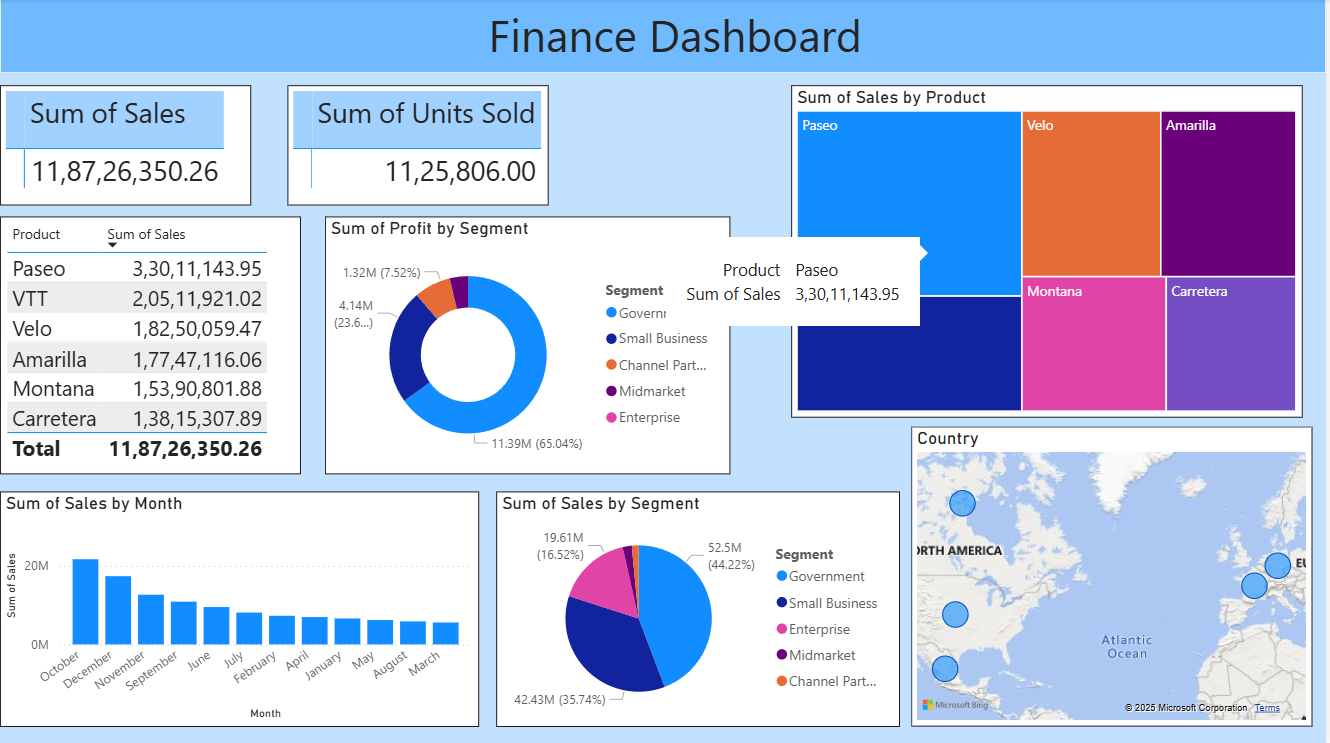 Finance Dashboard
Sum of Sales
11,87,26,350.26
Sum of Units Sold
11,25,806.00
Sum of Sales by Product
Paseo
Velo
Amarilla
Montana
Carretera
Product Paseo
Sum of Sales 3,30,11,143.95
Product Sum of Sales
Paseo 3,30,11,143.95
VTT 2,05,11,921.02
Velo 1,82,50,059.47
Amarilla 1,77,47,116.06
Montana 1,53,90,801.88
Carretera 1,38,15,307.89
Total 11,87,26,350.26
Sum of Profit by Segment
1.32M (7.52%)
4.14M
(23.6...)
11.39M (65.04%)
Segment
Governr
Small Business
Channel Part...
Midmarket
Enterprise
Sum of Sales by Month
Sum of Sales
20M
0M
October
December
November
September
June
July
February
April
January
May
August
March
Month
Sum of Sales by Segment
19.61M
(16.52%)
52.5M
(44.22%)
42.43M (35.74%)
Segment
Government
Small Business
Enterprise
Midmarket
Channel Part...
Country
ORTH AMERICA
EU
Atlantic
Ocean
Microsoft Bing
© 2025 Microsoft Corporation Terms